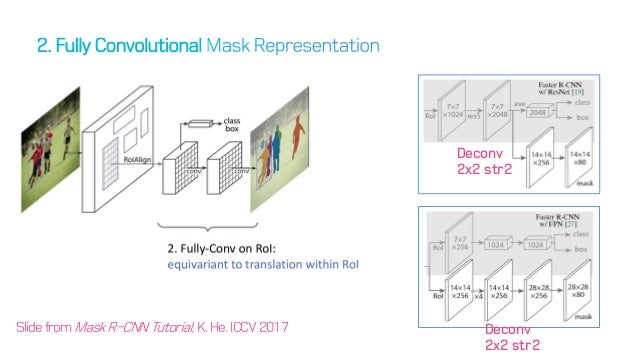 2. Fully Convolutional Mask Representation
class
box
RoIAlign
conv
conv
2. Fully-Conv on RoI:
equivariant to translation within RoI
Faster R-CNN
w/ ResNet [19]
RoI
7×7
×1024
res5
7×7
×2048
ave
2048
class
box
Deconv
2x2 str2
14×14
×256
14×14
×80
mask
Faster R-CNN
w/ FPN [27]
RoI
7×7
×256
1024
1024
class
box
RoI
14×14
×256
×4
14×14
×256
28×28
×256
28×28
×80
mask
Deconv
2x2 str2
Slide from Mask R-CNN Tutorial, K. He. ICCV 2017